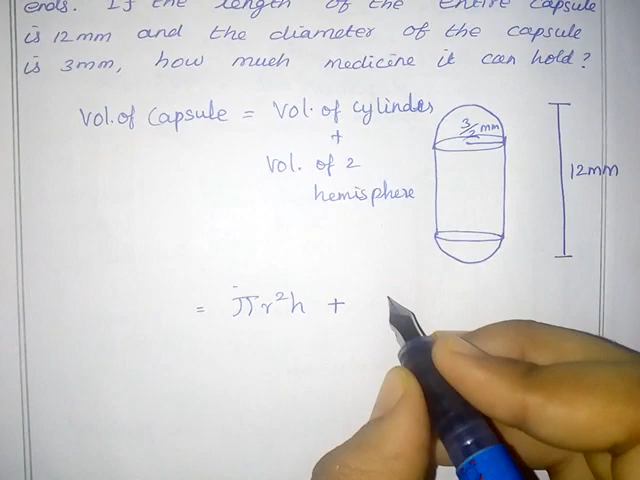 ends. If the length of the entire capsule
is 12mm and the diameter of the capsule
is 3mm, how much medicine it can hold?
Vol. of Capsule = Vol. of cylinder
+
Vol. of 2
hemisphere
3/2 mm
12mm
= πr²h +